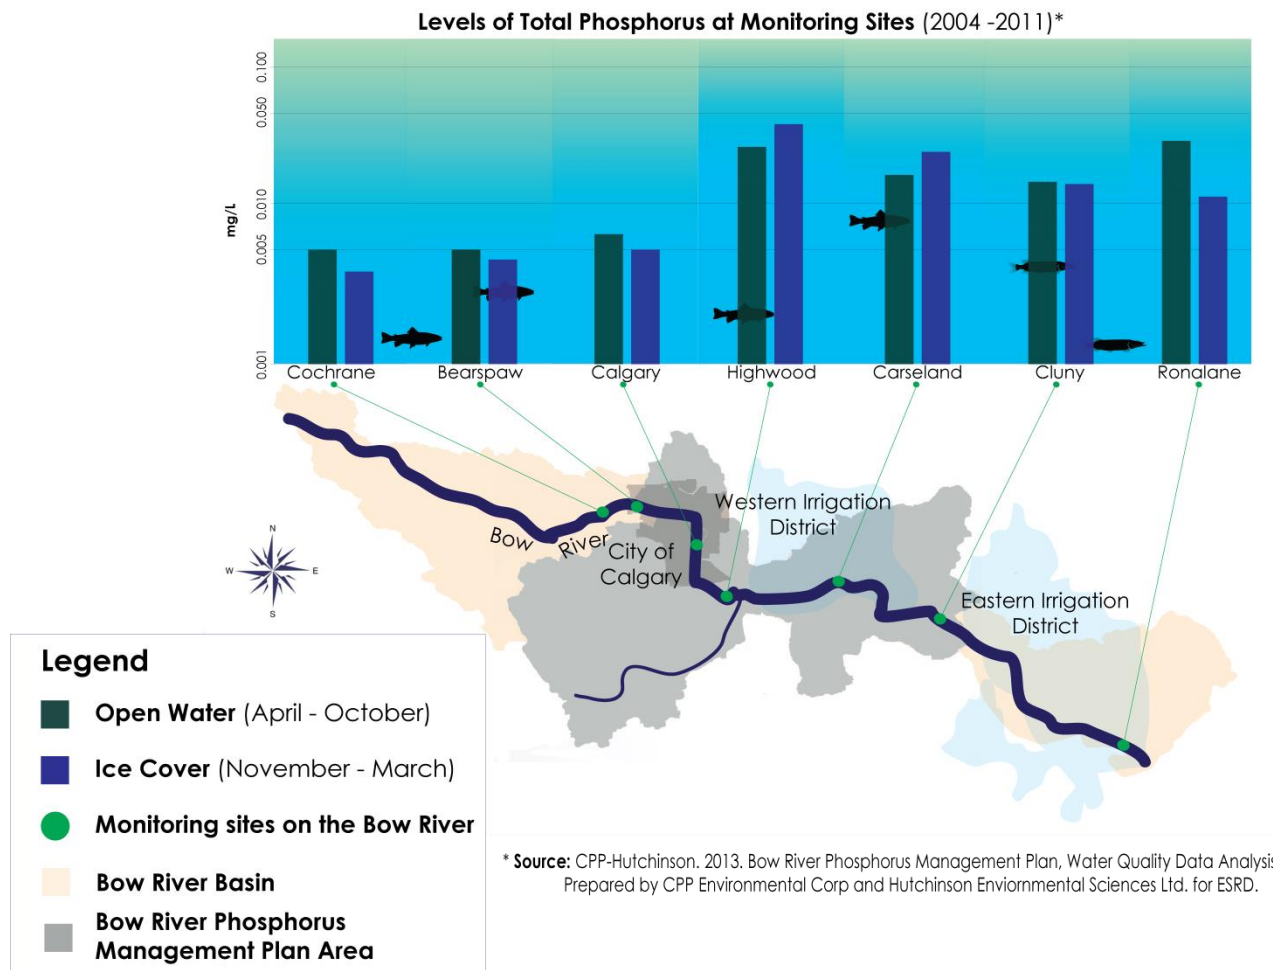 Levels of Total Phosphorus at Monitoring Sites (2004 -2011)*
0.100
0.050
0.010
0.005
0.001
mg/L
Cochrane
Bearspaw
Calgary
Highwood
Carseland
Cluny
Ronalane
Western Irrigation
District
Bow River
City of
Calgary
Eastern Irrigation
District
N
W
E
S
Legend
Open Water (April - October)
Ice Cover (November - March)
Monitoring sites on the Bow River
Bow River Basin
Bow River Phosphorus
Management Plan Area
* Source: CPP-Hutchinson. 2013. Bow River Phosphorus Management Plan, Water Quality Data Analysis
Prepared by CPP Environmental Corp and Hutchinson Enviornmental Sciences Ltd. for ESRD.